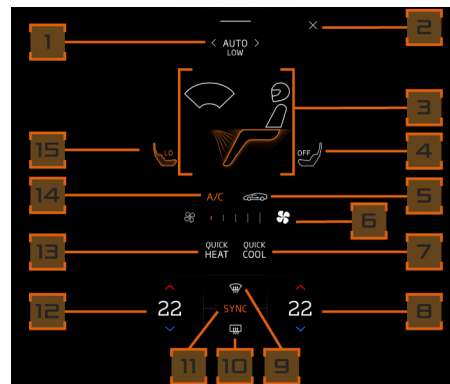 1
2
< AUTO >
LOW
3
15
LO
OFF
4
14
A/C
5
6
13
QUICK
HEAT
QUICK
COOL
7
12
22
SYNC
22
8
11
10
9